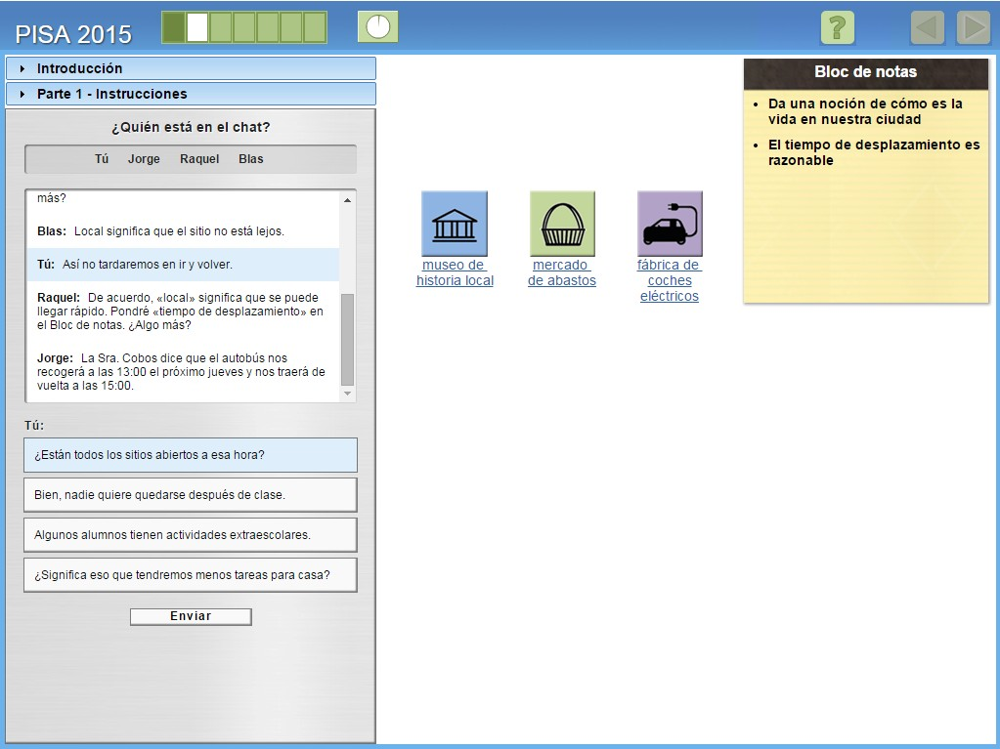 PISA 2015
?
Introducción
Parte 1 - Instrucciones
¿Quién está en el chat?
Tú Jorge Raquel Blas
más?
Blas: Local significa que el sitio no está lejos.
Tú: Así no tardaremos en ir y volver.
Raquel: De acuerdo, «local» significa que se puede
llegar rápido. Pondré «tiempo de desplazamiento» en
el Bloc de notas. ¿Algo más?
Jorge: La Sra. Cobos dice que el autobús nos
recogerá a las 13:00 el próximo jueves y nos traerá de
vuelta a las 15:00.
Tú:
¿Están todos los sitios abiertos a esa hora?
Bien, nadie quiere quedarse después de clase.
Algunos alumnos tienen actividades extraescolares.
¿Significa eso que tendremos menos tareas para casa?
Enviar
museo de
historia local
mercado
de abastos
fábrica de
coches
eléctricos
Bloc de notas
• Da una noción de cómo es la
vida en nuestra ciudad
• El tiempo de desplazamiento es
razonable